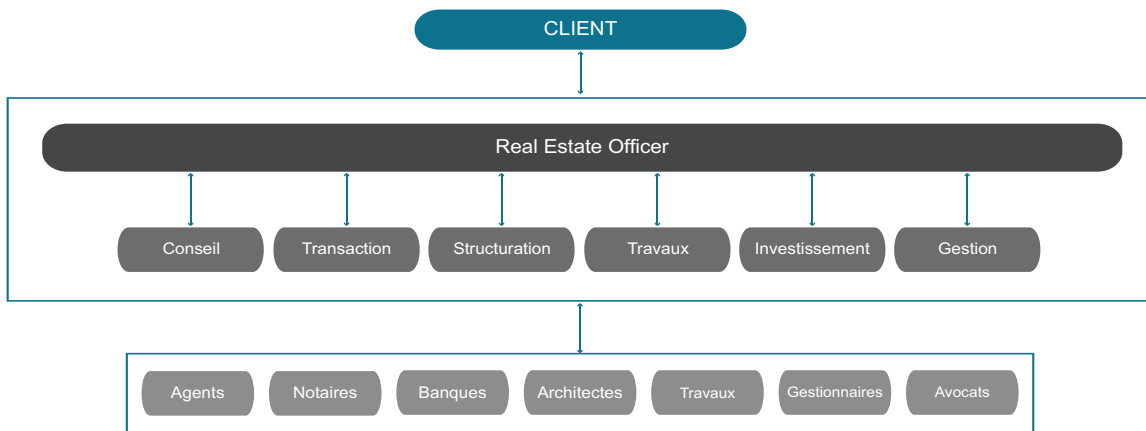 CLIENT
Real Estate Officer
Conseil
Transaction
Structuration
Travaux
Investissement
Gestion
Agents
Notaires
Banques
Architectes
Travaux
Gestionnaires
Avocats